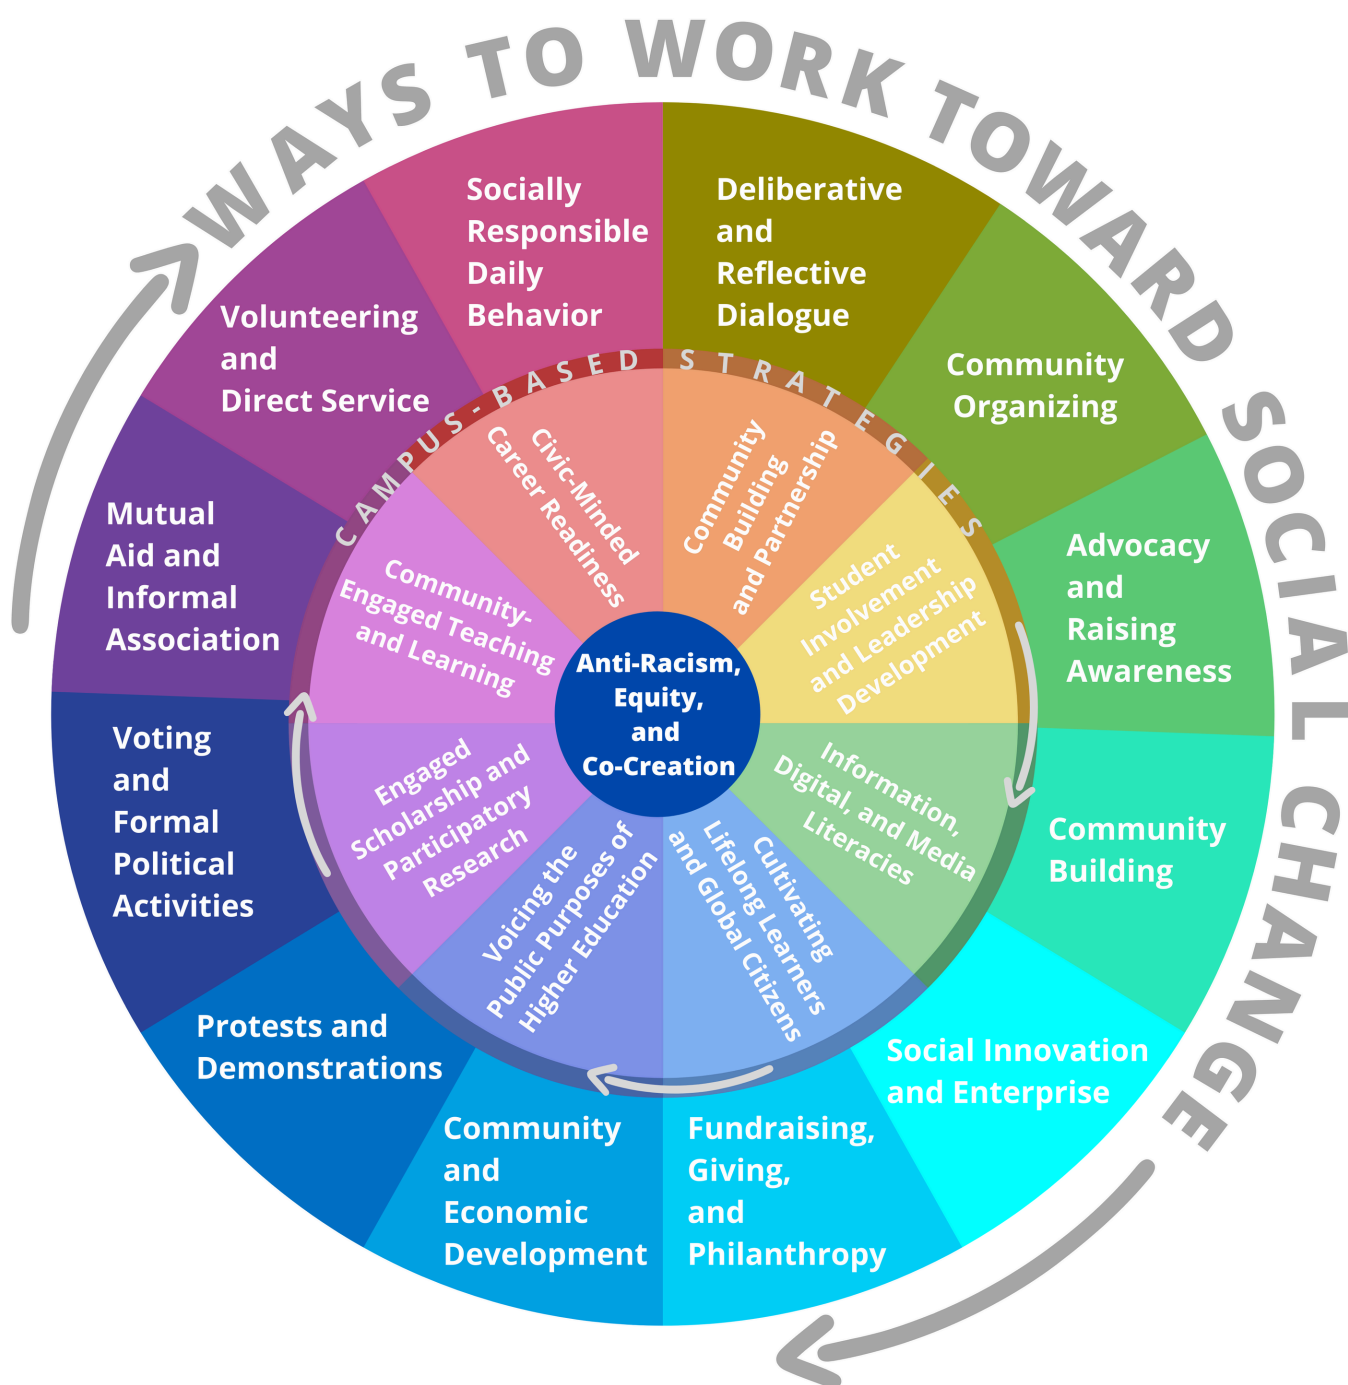 WAYS TO WORK TOWARD SOCIAL CHANGE
Deliberative
and
Reflective
Dialogue
Community
Organizing
Advocacy
and
Raising
Awareness
Community
Building
Social Innovation
and Enterprise
Fundraising,
Giving,
and
Philanthropy
Community
and
Economic
Development
Protests and
Demonstrations
Voting
and
Formal
Political
Activities
Mutual
Aid and
Informal
Association
Volunteering
and
Direct Service
Socially
Responsible
Daily
Behavior
CAMPUS-BASED STRATEGIES
Community
Building
and Partnership
Student
Involvement
and Leadership
Development
Information,
Digital, and Media
Literacies
Cultivating
Lifelong Learners
and Global Citizens
Voicing the
Public Purposes of
Higher Education
Engaged
Scholarship and
Participatory
Research
Community-
Engaged Teaching
and Learning
Civic-Minded
Career Readiness
Anti-Racism,
Equity,
and
Co-Creation